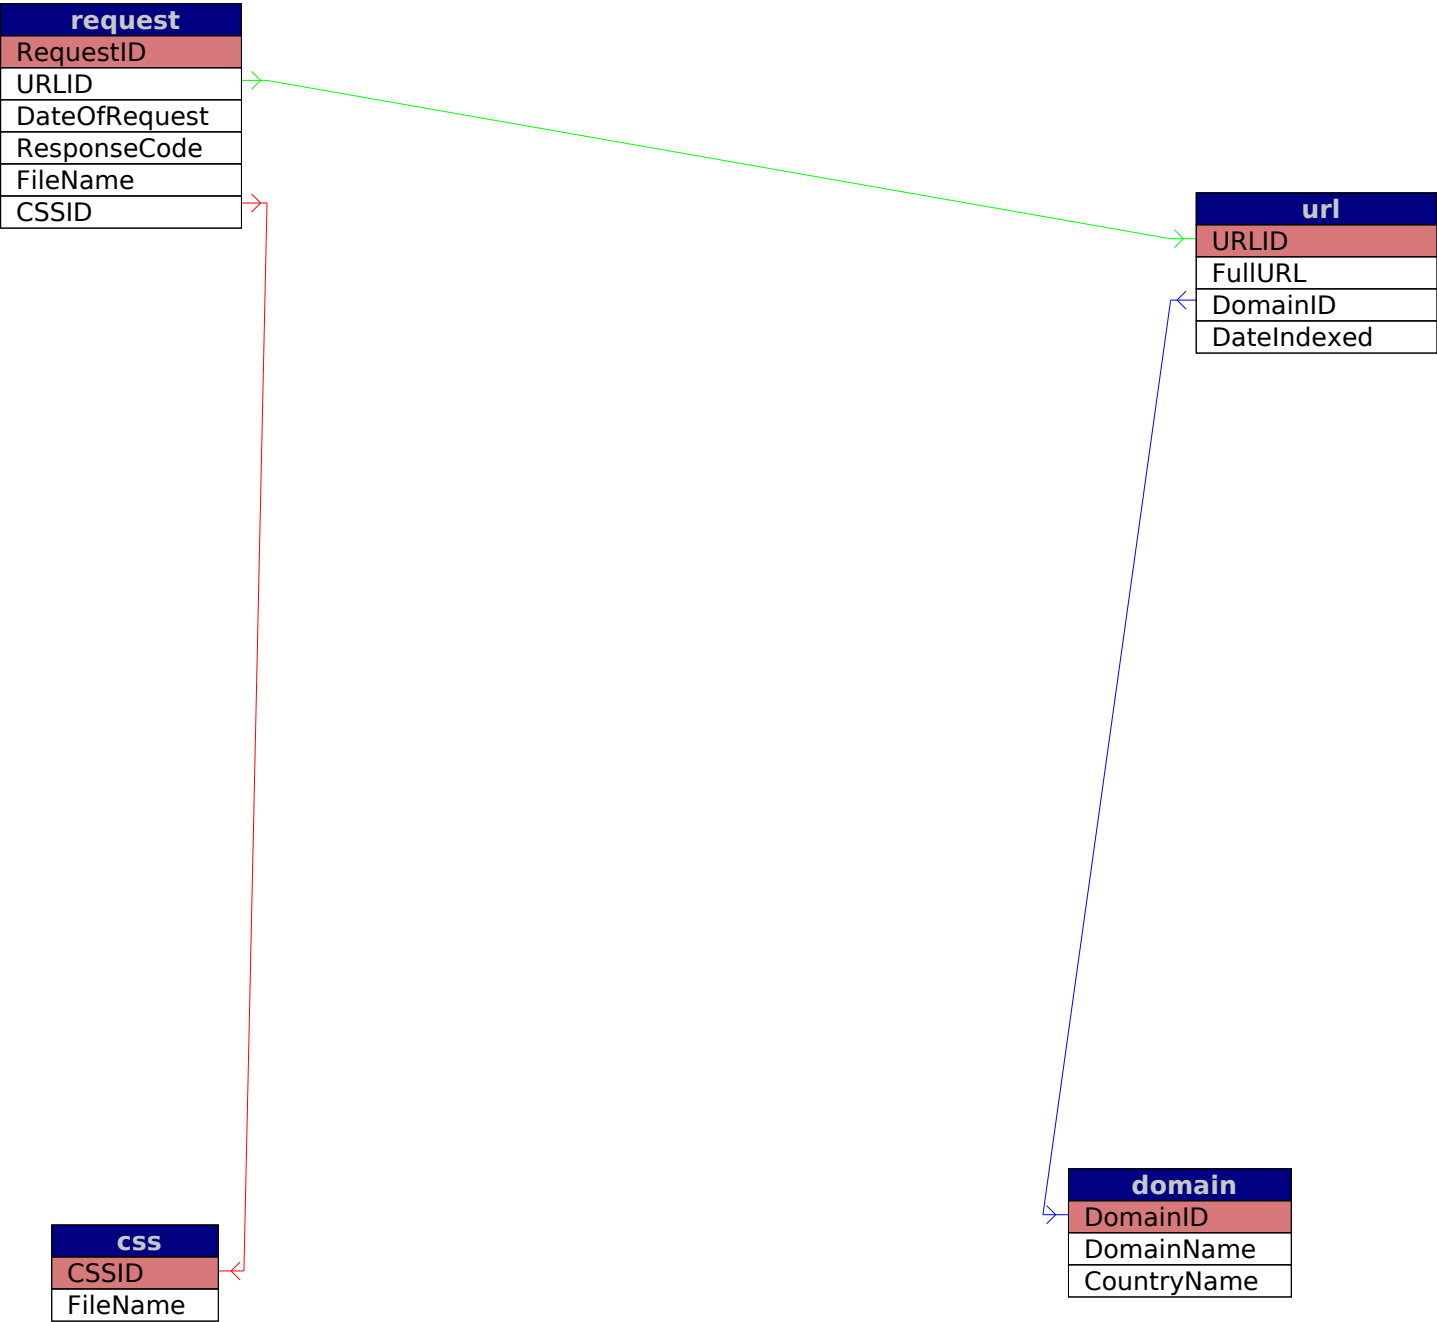 request
RequestID
URLID
DateOfRequest
ResponseCode
FileName
CSSID
url
URLID
FullURL
DomainID
DateIndexed
domain
DomainID
DomainName
CountryName
css
CSSID
FileName